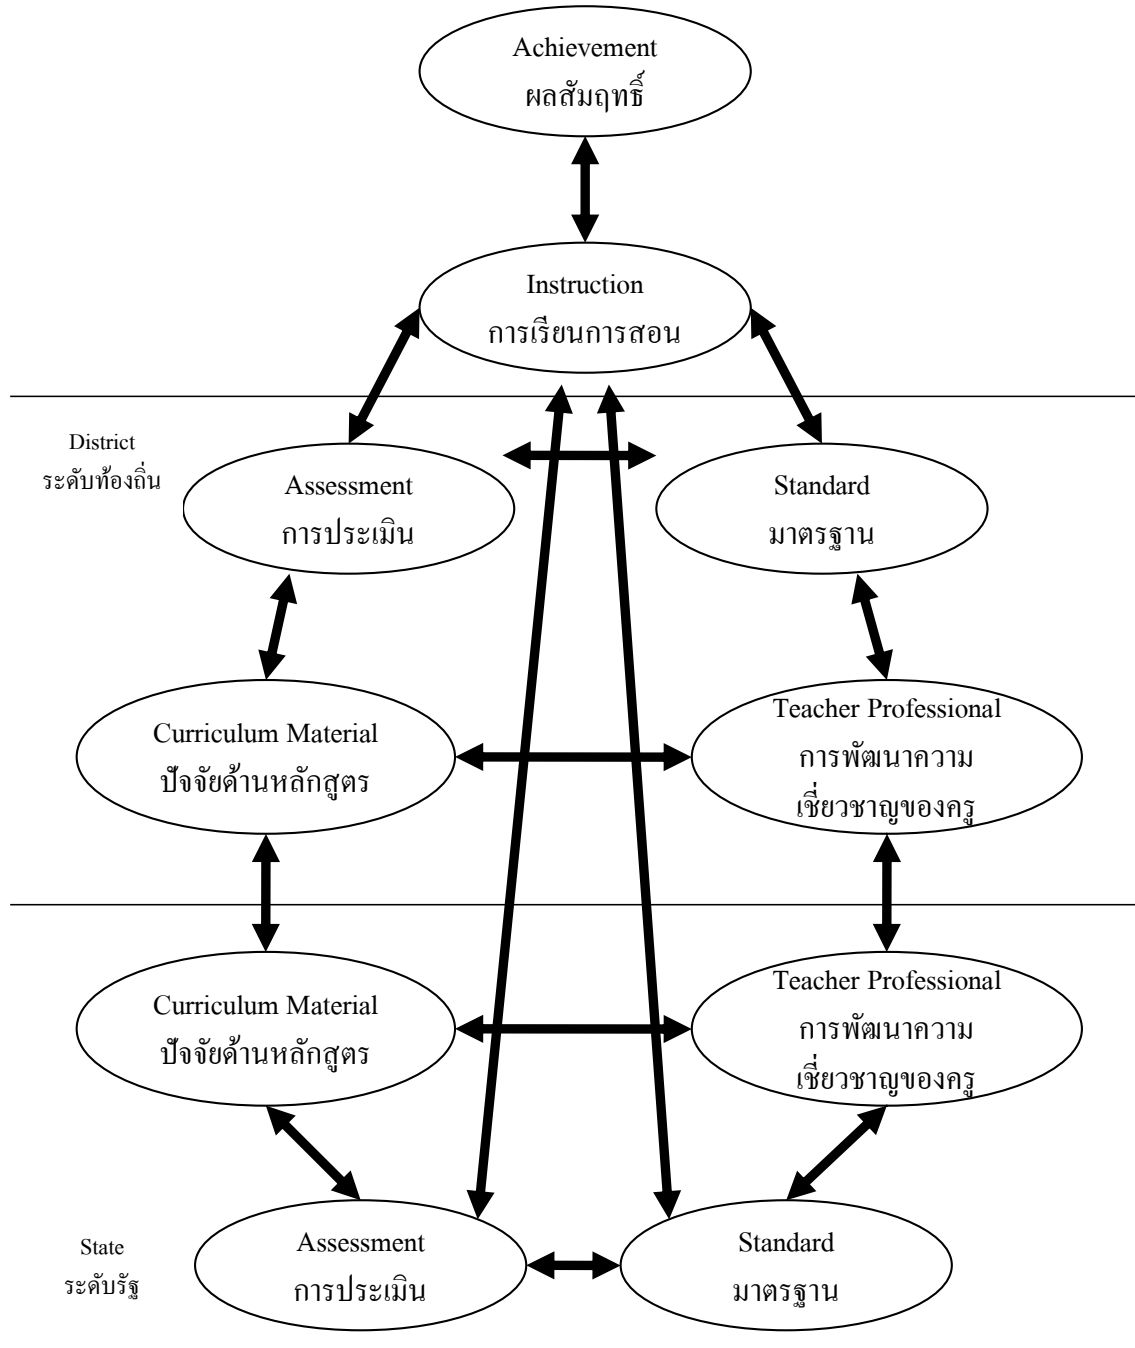 Achievement
ผลสัมฤทธิ์
Instruction
การเรียนการสอน
District
ระดับท้องถิ่น
Assessment
การประเมิน
Standard
มาตรฐาน
Curriculum Material
ปัจจัยด้านหลักสูตร
Teacher Professional
การพัฒนาความ
เชี่ยวชาญของครู
Curriculum Material
ปัจจัยด้านหลักสูตร
Teacher Professional
การพัฒนาความ
เชี่ยวชาญของครู
State
ระดับรัฐ
Assessment
การประเมิน
Standard
มาตรฐาน